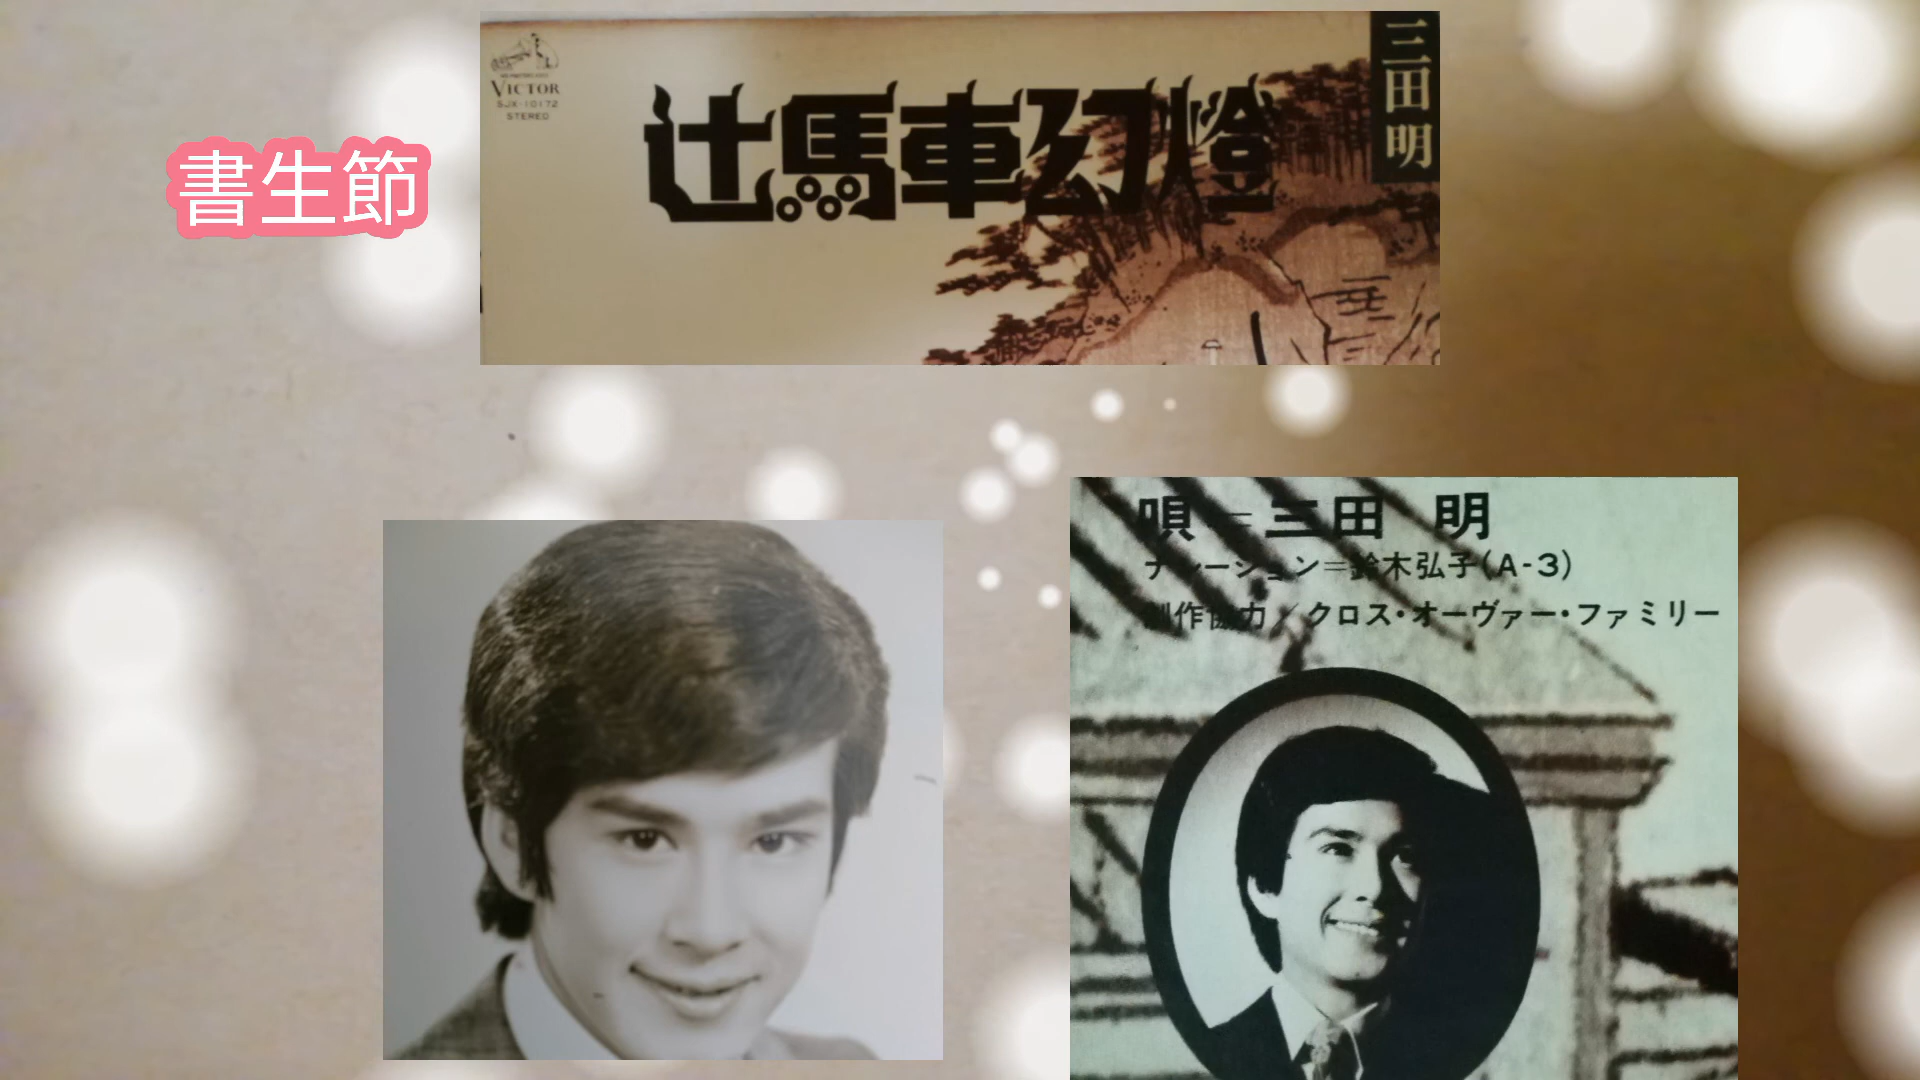 書生節
VICTOR
SJX-10172
STEREO
辻馬車幻燈
三田明
唄=三田 明
ナレーション=鈴木弘子(A-3)
創作協力/クロス・オーヴァー・ファミリー